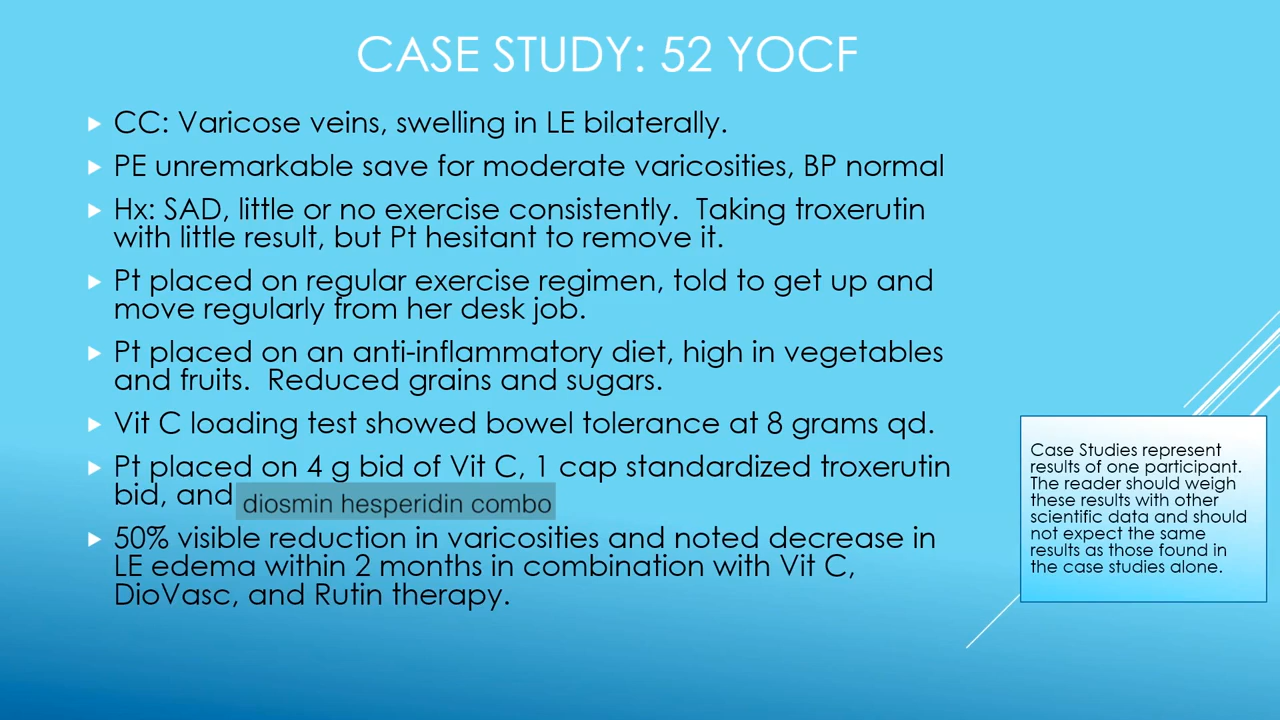 CASE STUDY: 52 YOCF
CC: Varicose veins, swelling in LE bilaterally.
PE unremarkable save for moderate varicosities, BP normal
Hx: SAD, little or no exercise consistently.  Taking troxerutin
with little result, but Pt hesitant to remove it.
Pt placed on regular exercise regimen, told to get up and
move regularly from her desk job.
Pt placed on an anti-inflammatory diet, high in vegetables
and fruits.  Reduced grains and sugars.
Vit C loading test showed bowel tolerance at 8 grams qd.
Pt placed on 4 g bid of Vit C, 1 cap standardized troxerutin
bid, and diosmin hesperidin combo
50% visible reduction in varicosities and noted decrease in
LE edema within 2 months in combination with Vit C,
DioVasc, and Rutin therapy.
Case Studies represent
results of one participant.
The reader should weigh
these results with other
scientific data and should
not expect the same
results as those found in
the case studies alone.